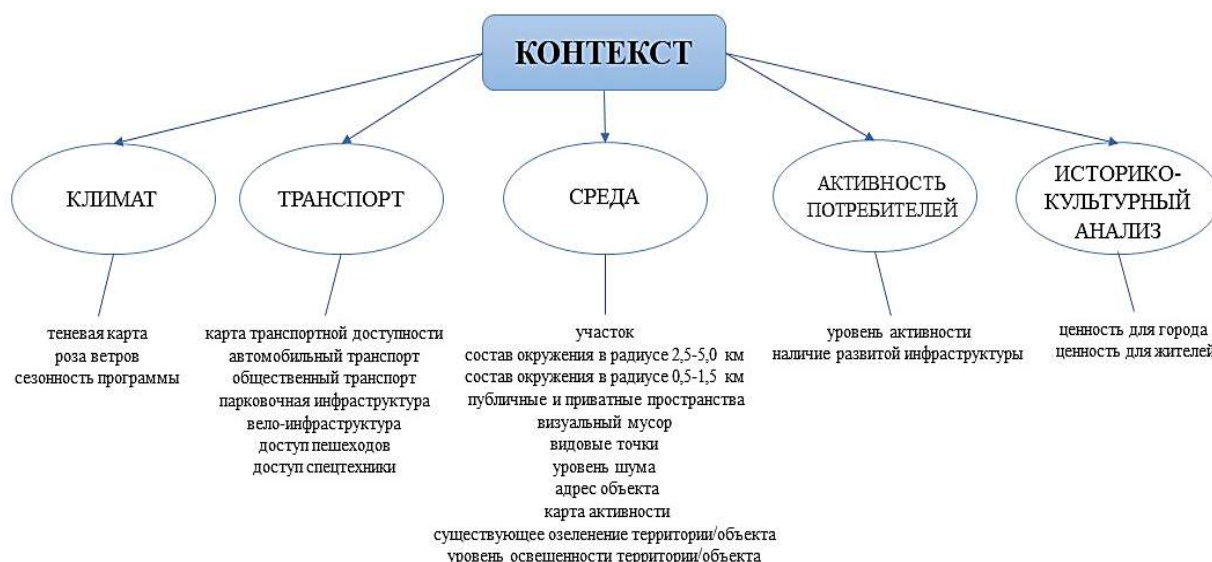 КОНТЕКСТ
КЛИМАТ
теневая карта
роза ветров
сезонность программы
ТРАНСПОРТ
карта транспортной доступности
автомобильный транспорт
общественный транспорт
парковочная инфраструктура
вело-инфраструктура
доступ пешеходов
доступ спецтехники
СРЕДА
участок
состав окружения в радиусе 2,5-5,0 км
состав окружения в радиусе 0,5-1,5 км
публичные и приватные пространства
визуальный мусор
видовые точки
уровень шума
адрес объекта
карта активности
существующее озеленение территории/объекта
уровень освещенности территории/объекта
АКТИВНОСТЬ
ПОТРЕБИТЕЛЕЙ
уровень активности
наличие развитой инфраструктуры
ИСТОРИКО-
КУЛЬТУРНЫЙ
АНАЛИЗ
ценность для города
ценность для жителей